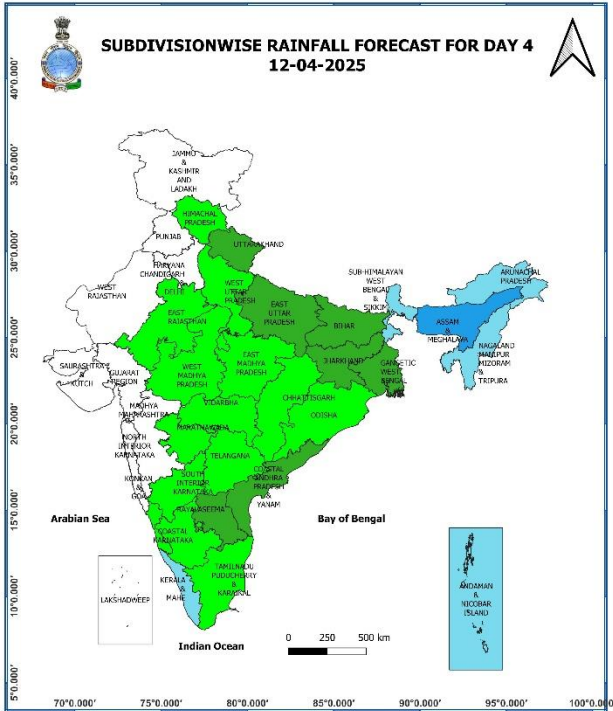 SUBDIVISIONWISE RAINFALL FORECAST FOR DAY 4
12-04-2025
40°0.000'
35°0.000'
30°0.000'
25°0.000'
20°0.000'
15°0.000'
10°0.000'
5°0.000'
JAMMU
&
KASHMIR
AND
LADAKH
HIMACHAL
PRADESH
PUNJAB
UTTARAKHAND
HARYANA
CHANDIGARH
&
DELHI
WEST
RAJASTHAN
WEST
UTTAR
PRADESH
EAST
RAJASTHAN
EAST
UTTAR
PRADESH
SUB-HIMALAYAN
WEST
BENGAL
&
SIKKIM
ARUNACHAL
PRADESH
BIHAR
ASSAM
&
MEGHALAYA
NAGALAND
MANIPUR
MIZORAM
&
TRIPURA
JHARKHAND
GANGETIC
WEST
BENGAL
SAURASHTRA
&
KUTCH
GUJARAT
REGION
WEST
MADHYA
PRADESH
EAST
MADHYA
PRADESH
CHHATTISGARH
ODISHA
VIDARBHA
MADHYA
MAHARASHTRA
MARATHAWADA
NORTH
INTERIOR
KARNATAKA
TELANGANA
KONKAN
&
GOA
SOUTH
INTERIOR
KARNATAKA
COASTAL
ANDHRA
PRADESH
&
YANAM
RAYALASEEMA
COASTAL
KARNATAKA
Arabian Sea
Bay of Bengal
KERALA
&
MAHE
TAMILNADU
PUDUCHERRY
&
KARAIKAL
LAKSHADWEEP
ANDAMAN
&
NICOBAR
ISLAND
Indian Ocean
0 250 500 km
70°0.000' 75°0.000' 80°0.000' 85°0.000' 90°0.000' 95°0.000' 100°0.000'